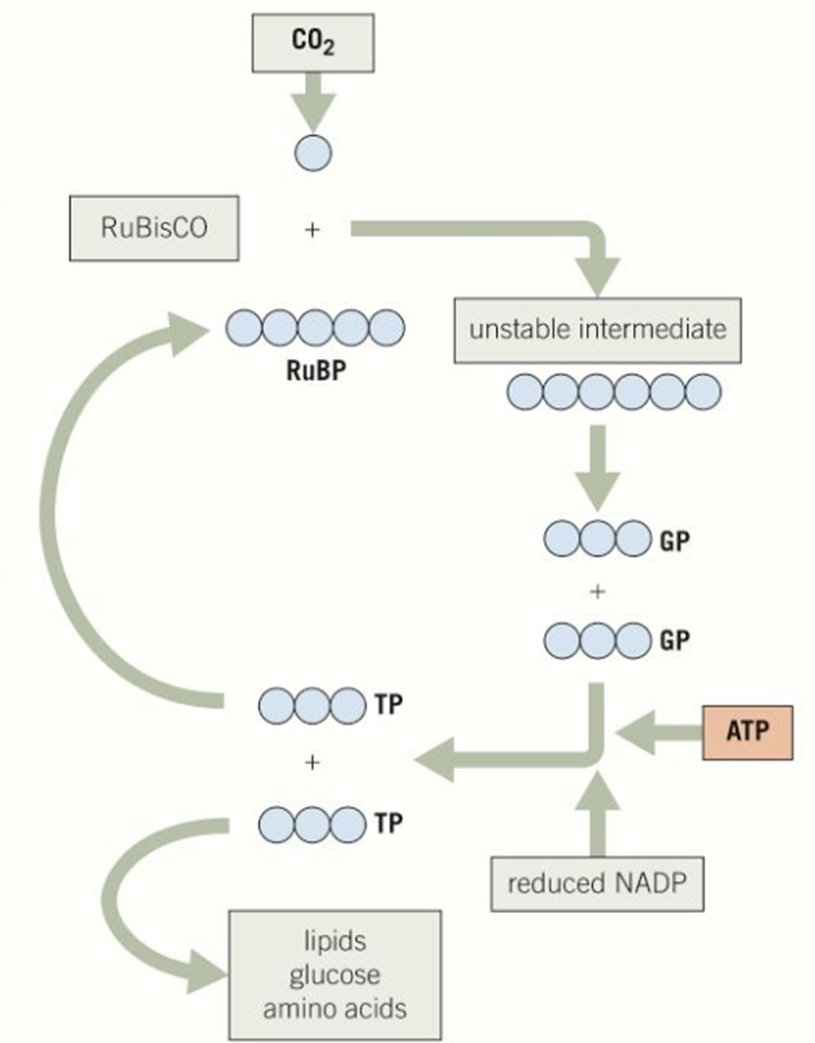 CO₂
RuBisCO
+
RuBP
unstable intermediate
GP
+
GP
ATP
reduced NADP
TP
+
TP
lipids
glucose
amino acids